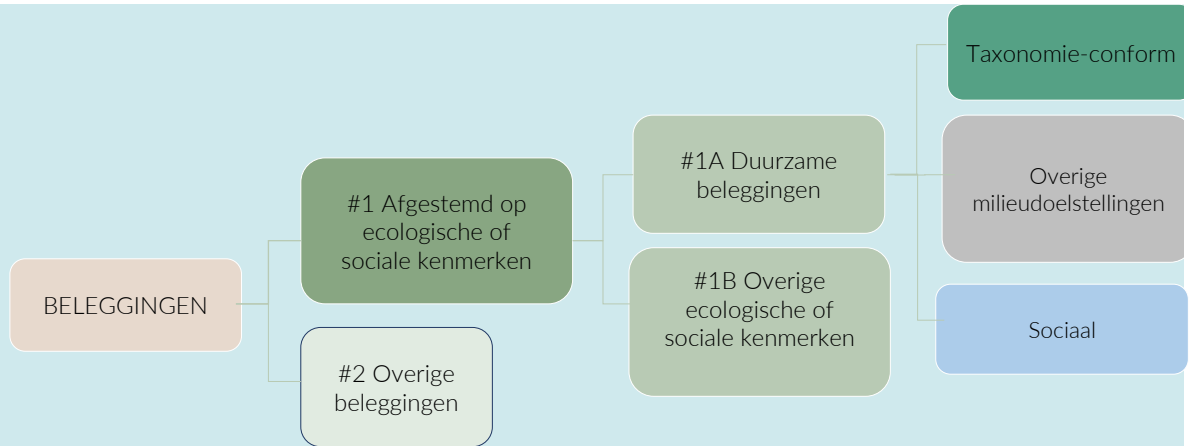 BELEGGINGEN
#1 Afgestemd op
ecologische of
sociale kenmerken
#2 Overige
beleggingen
#1A Duurzame
beleggingen
#1B Overige
ecologische of
sociale kenmerken
Taxonomie-conform
Overige
milieudoelstellingen
Sociaal